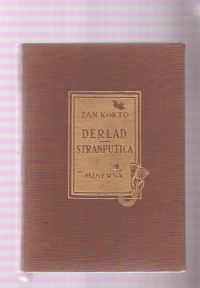 ŽAN KOKTO
DERLAD
STRANPUTICA
MINERVA